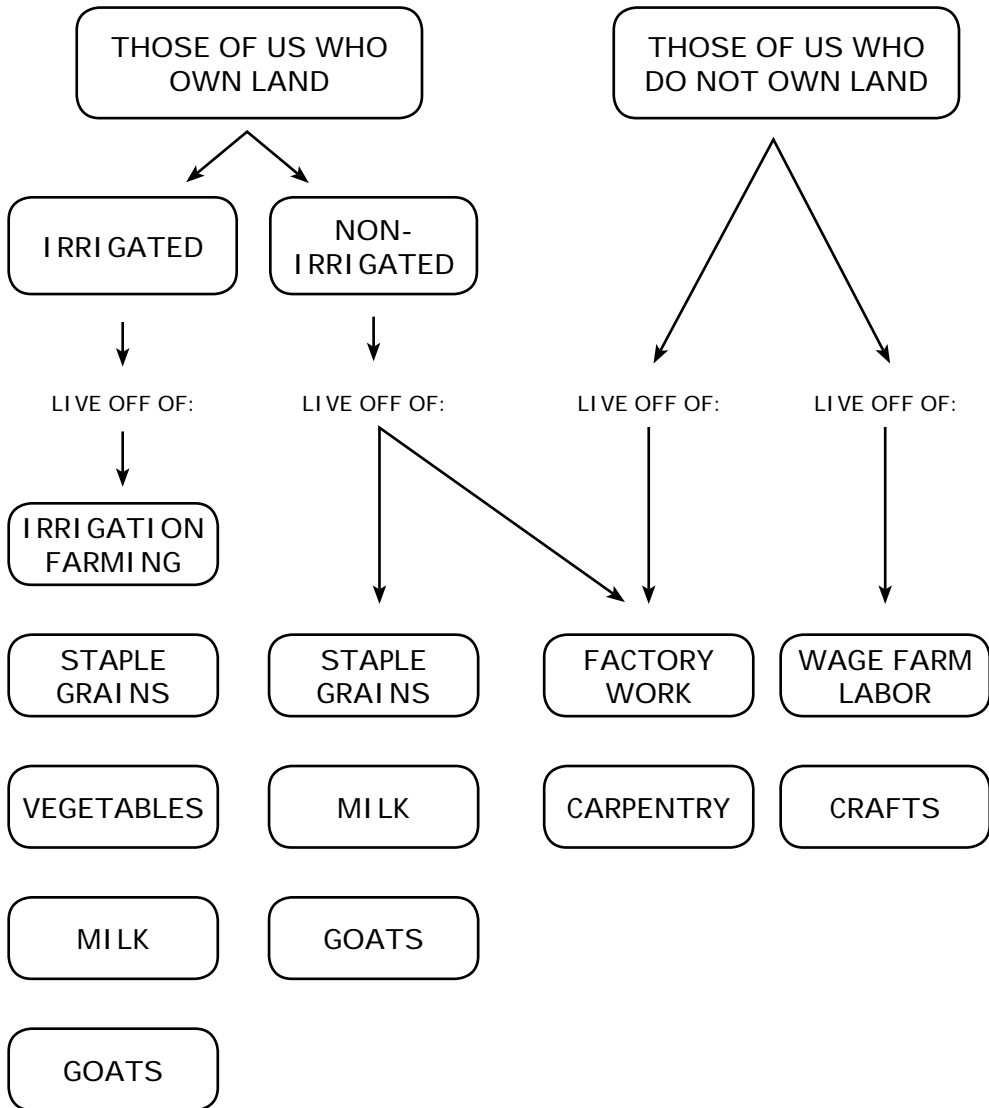 THOSE OF US WHO
OWN LAND
THOSE OF US WHO
DO NOT OWN LAND
IRRIGATED
NON-
IRRIGATED
LIVE OFF OF:
LIVE OFF OF:
LIVE OFF OF:
LIVE OFF OF:
IRRIGATION
FARMING
STAPLE
GRAINS
STAPLE
GRAINS
FACTORY
WORK
WAGE FARM
LABOR
VEGETABLES
MILK
CARPENTRY
CRAFTS
MILK
GOATS
GOATS